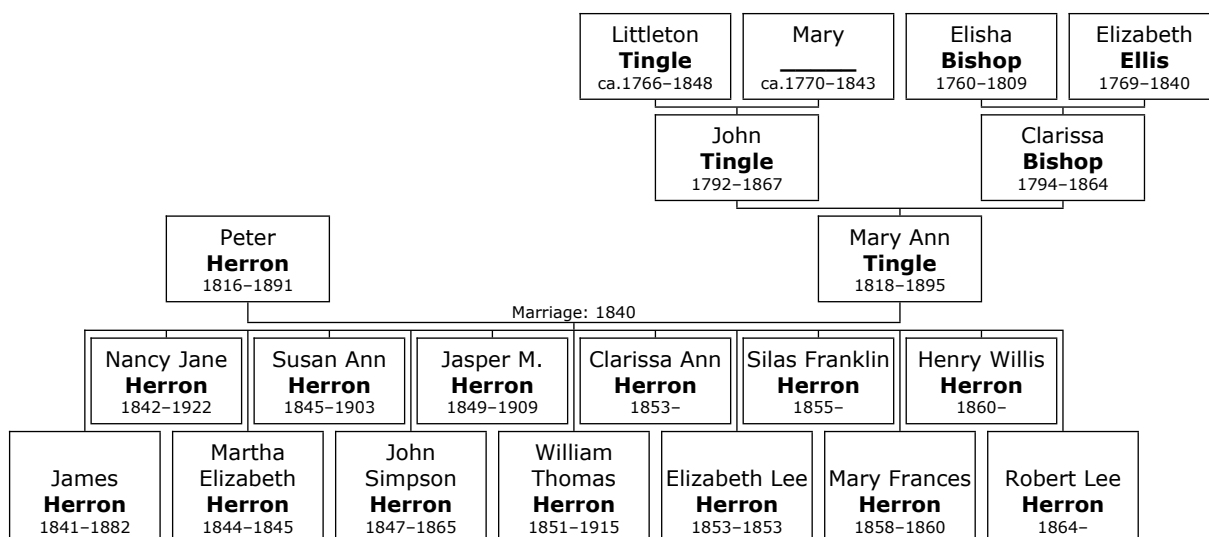 Littleton
Tingle
ca.1766–1848
Mary
ca.1770–1843
Elisha
Bishop
1760–1809
Elizabeth
Ellis
1769–1840
John
Tingle
1792–1867
Clarissa
Bishop
1794–1864
Peter
Herron
1816–1891
Mary Ann
Tingle
1818–1895
Marriage: 1840
Nancy Jane
Herron
1842–1922
Susan Ann
Herron
1845–1903
Jasper M.
Herron
1849–1909
Clarissa Ann
Herron
1853–
Silas Franklin
Herron
1855–
Henry Willis
Herron
1860–
James
Herron
1841–1882
Martha
Elizabeth
Herron
1844–1845
John
Simpson
Herron
1847–1865
William
Thomas
Herron
1851–1915
Elizabeth Lee
Herron
1853–1853
Mary Frances
Herron
1858–1860
Robert Lee
Herron
1864–